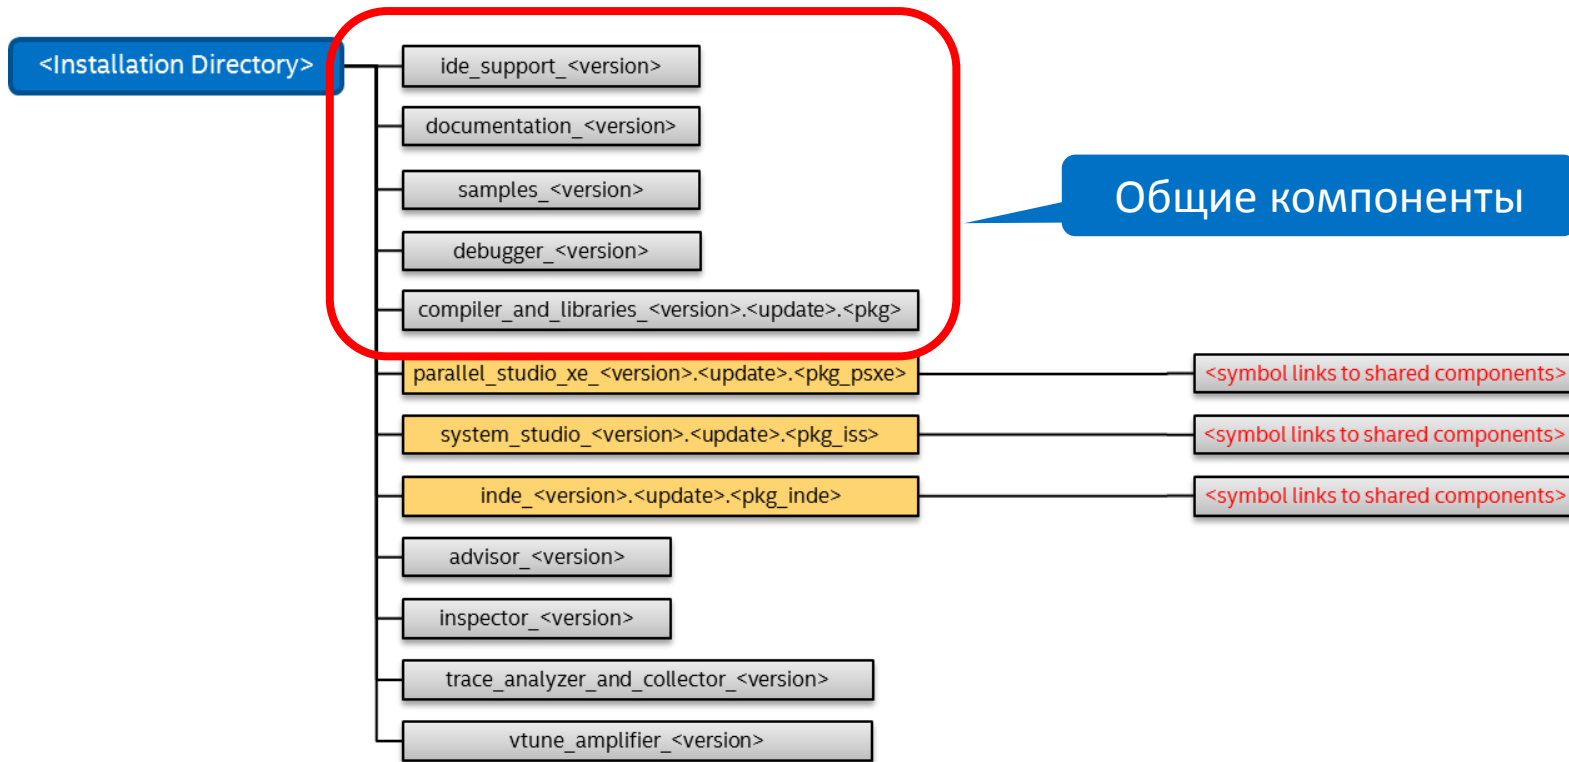 <Installation Directory>
ide_support_<version>
documentation_<version>
samples_<version>
Общие компоненты
debugger_<version>
compiler_and_libraries_<version>.<update>.<pkg>
parallel_studio_xe_<version>.<update>.<pkg_psxe>
<symbol links to shared components>
system_studio_<version>.<update>.<pkg_iss>
<symbol links to shared components>
inde_<version>.<update>.<pkg_inde>
<symbol links to shared components>
advisor_<version>
inspector_<version>
trace_analyzer_and_collector_<version>
vtune_amplifier_<version>